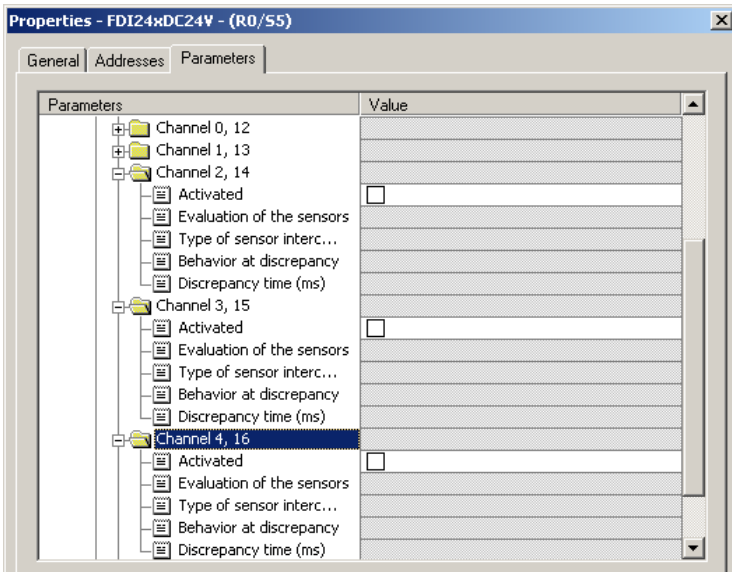 Properties - FDI24xDC24V - (R0/S5)
General Addresses Parameters
Parameters Value
Channel 0, 12
Channel 1, 13
Channel 2, 14
Activated
Evaluation of the sensors
Type of sensor interc...
Behavior at discrepancy
Discrepancy time (ms)
Channel 3, 15
Activated
Evaluation of the sensors
Type of sensor interc...
Behavior at discrepancy
Discrepancy time (ms)
Channel 4, 16
Activated
Evaluation of the sensors
Type of sensor interc...
Behavior at discrepancy
Discrepancy time (ms)